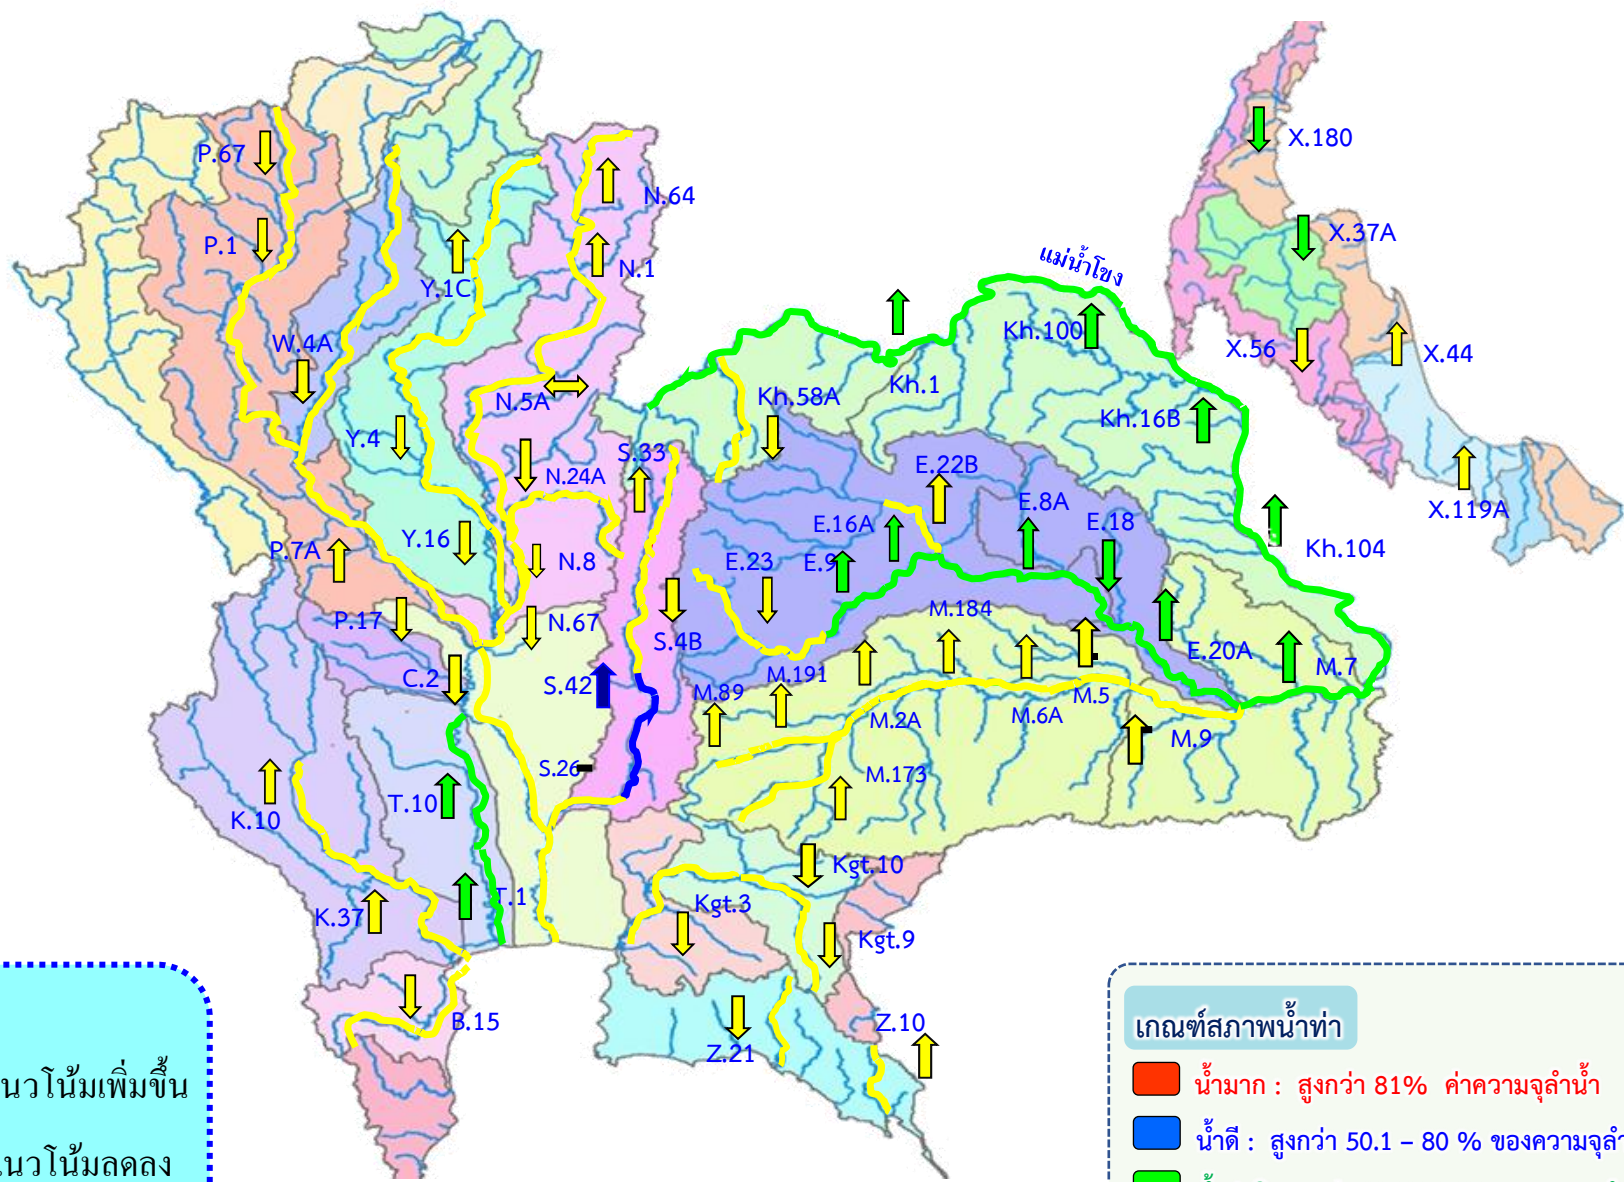 P.67
X.180
N.64
P.1
X.37A
N.1
แม่น้ำโขง
Y.1C
Kh.100
W.4A
X.56
X.44
Kh.1
Kh.58A
N.5A
Kh.16B
Y.4
S.33
N.24A
E.22B
E.8A
X.119A
E.16A
E.18
Y.16
P.7A
Kh.104
N.8
E.23
E.9
M.184
P.17
N.67
S.4B
E.20A
M.7
C.2
S.42
M.191
M.89
M.5
M.2A
M.6A
M.9
S.26
M.173
T.10
K.10
Kgt.10
T.1
Kgt.3
K.37
Kgt.9
B.15
Z.10
Z.21
นวโน้มเพิ่มขึ้น
นวโน้มลดลง
เกณฑ์สภาพน้ำท่า
น้ำมาก : สูงกว่า 81% ค่าความจุลำน้ำ
น้ำดี : สูงกว่า 50.1 – 80 % ของความจุลำ